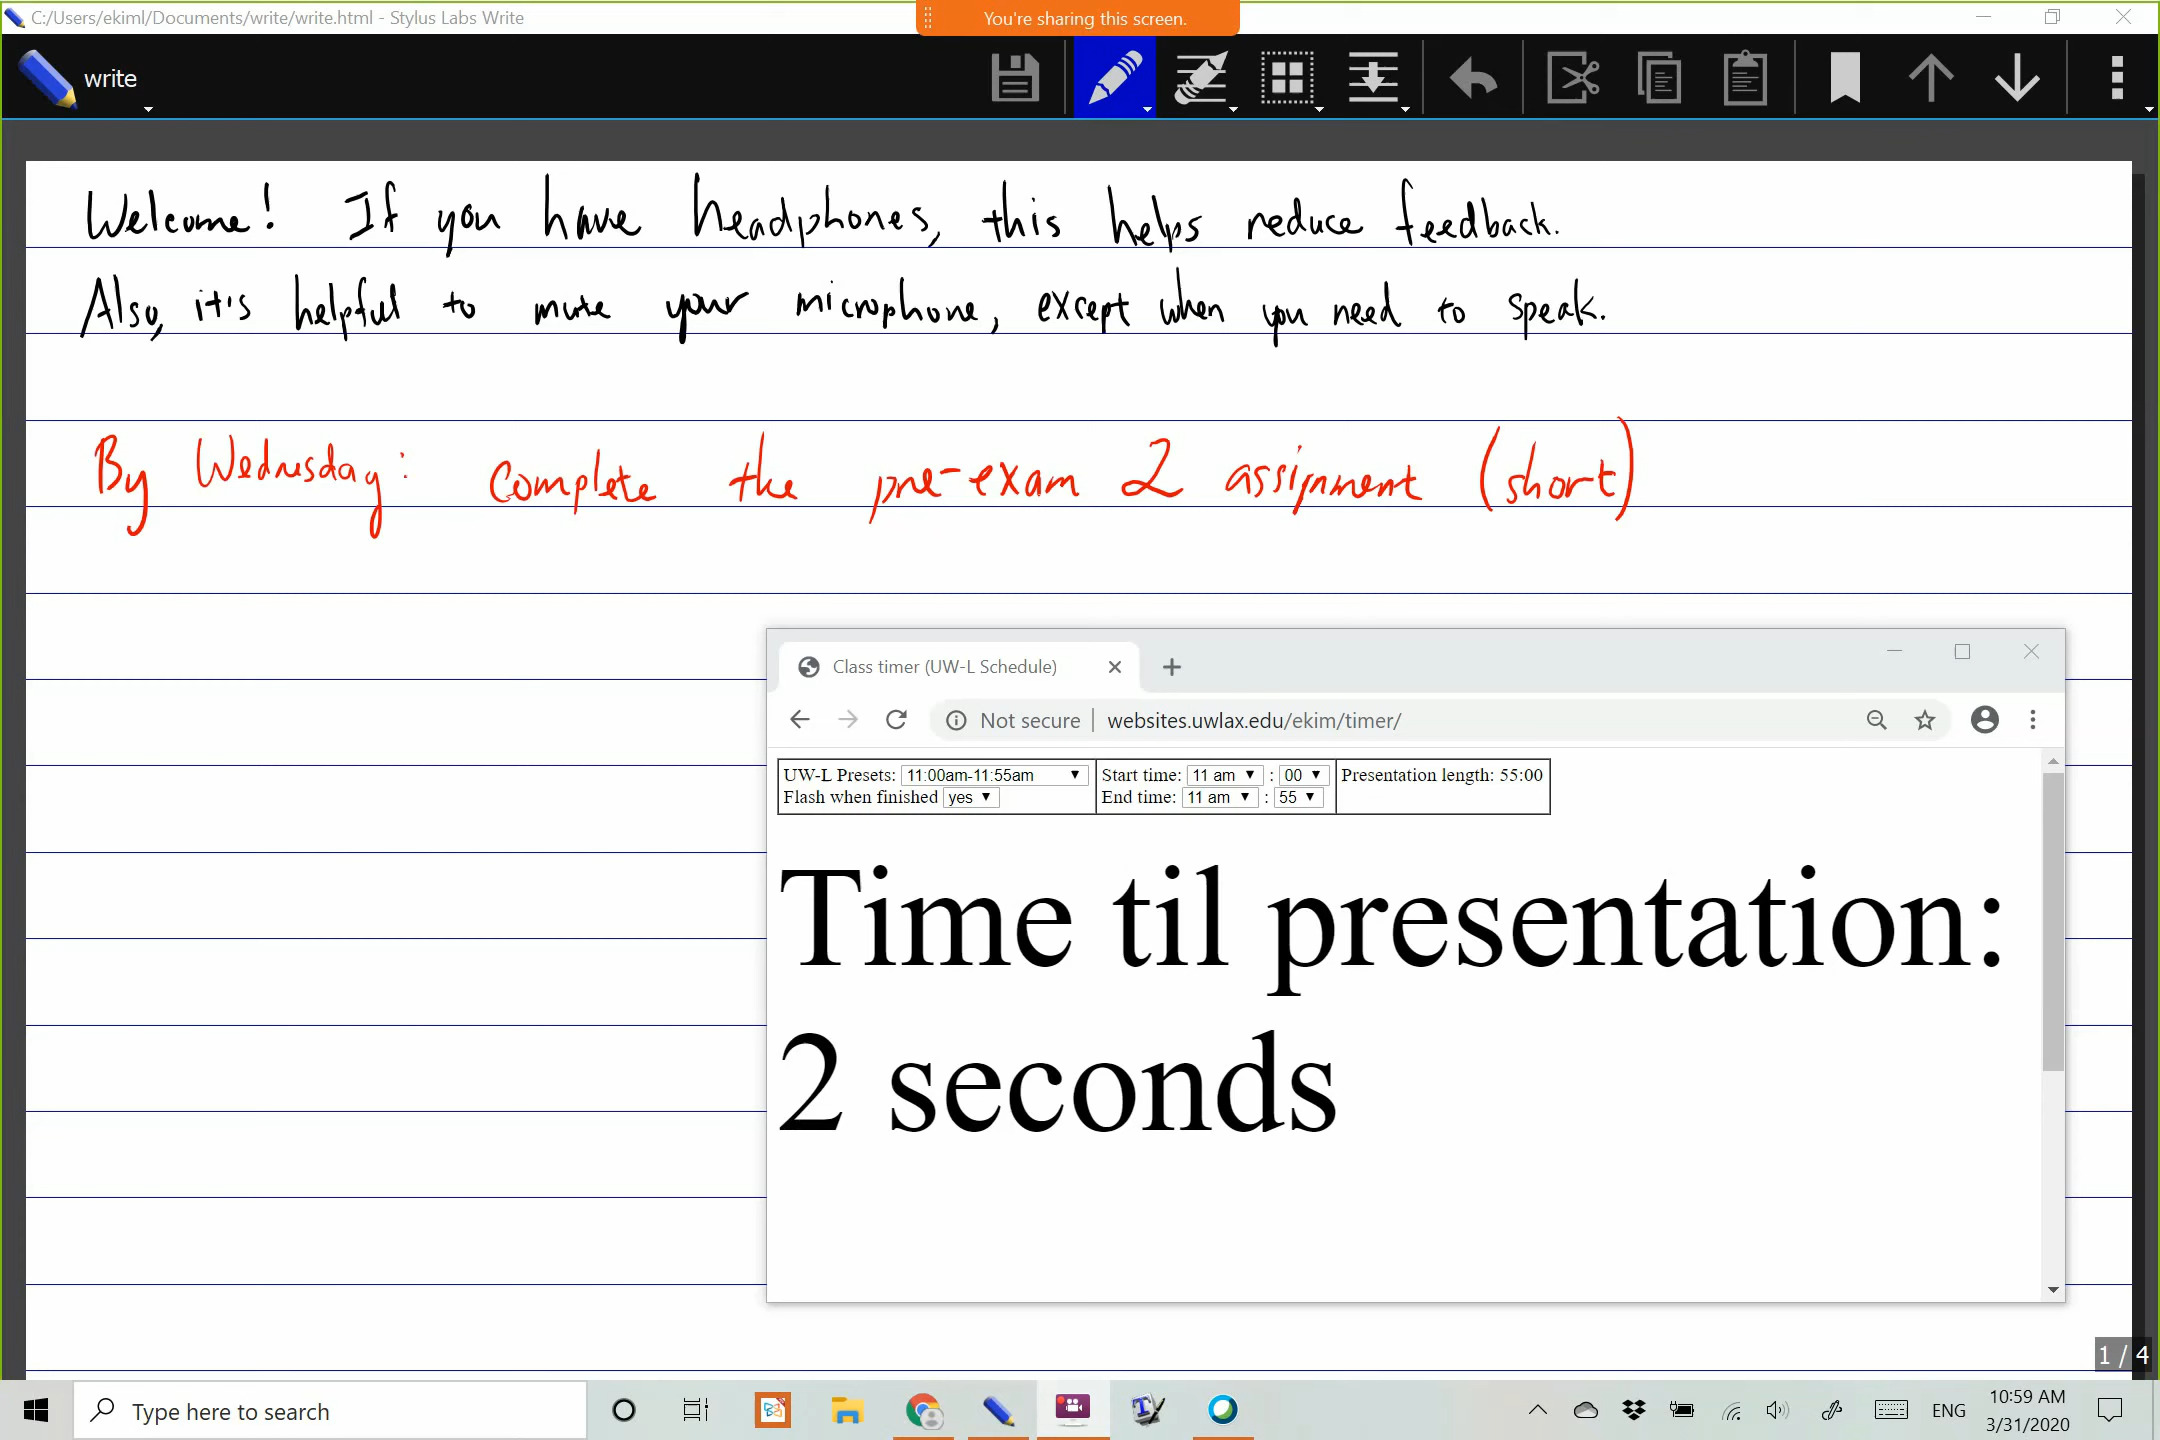 C:/Users/ekiml/Documents/write/write.html - Stylus Labs Write
You're sharing this screen.
write
Welcome! If you have headphones, this helps reduce feedback.
Also, it's helpful to mute your microphone, except when you need to speak.
By Wednesday: complete the pre-exam 2 assignment (short)
Class timer (UW-L Schedule)
Not secure websites.uwlax.edu/ekim/timer/
UW-L Presets: 11:00am-11:55am
Flash when finished yes
Start time: 11 am : 00
End time: 11 am : 55
Presentation length: 55:00
Time til presentation:
2 seconds
1 / 4
Type here to search
ENG
10:59 AM
3/31/2020